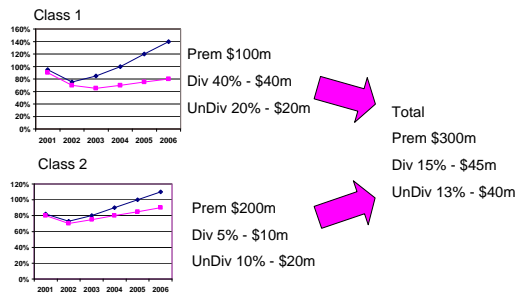 Class 1
160%
140%
120%
100%
80%
60%
40%
20%
0%
2001 2002 2003 2004 2005 2006
Prem $100m
Div 40% - $40m
UnDiv 20% - $20m
Class 2
120%
100%
80%
60%
40%
20%
0%
2001 2002 2003 2004 2005 2006
Prem $200m
Div 5% - $10m
UnDiv 10% - $20m
Total
Prem $300m
Div 15% - $45m
UnDiv 13% - $40m